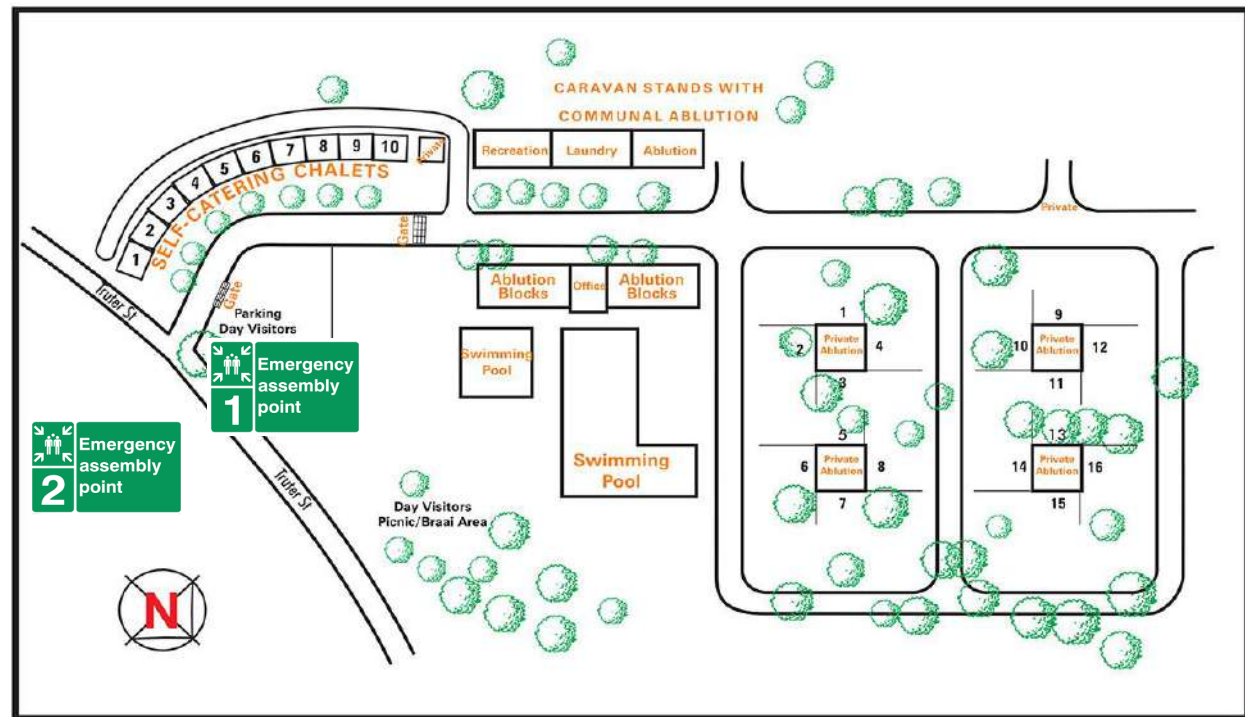 CARAVAN STANDS WITH
COMMUNAL ABLUTION
Recreation
Laundry
Ablution
1
2
3
4
5
6
7
8
9
10
Private
SELF-CATERING CHALETS
Gate
Gate
Private
Truter St
Parking
Day Visitors
Ablution
Blocks
Office
Ablution
Blocks
Swimming
Pool
Swimming
Pool
Emergency
assembly
point
1
Emergency
assembly
point
2
Truter St
Day Visitors
Picnic/Braai Area
1
2
Private
Ablution
4
3
5
6
Private
Ablution
8
7
9
10
Private
Ablution
12
11
13
14
Private
Ablution
16
15
N